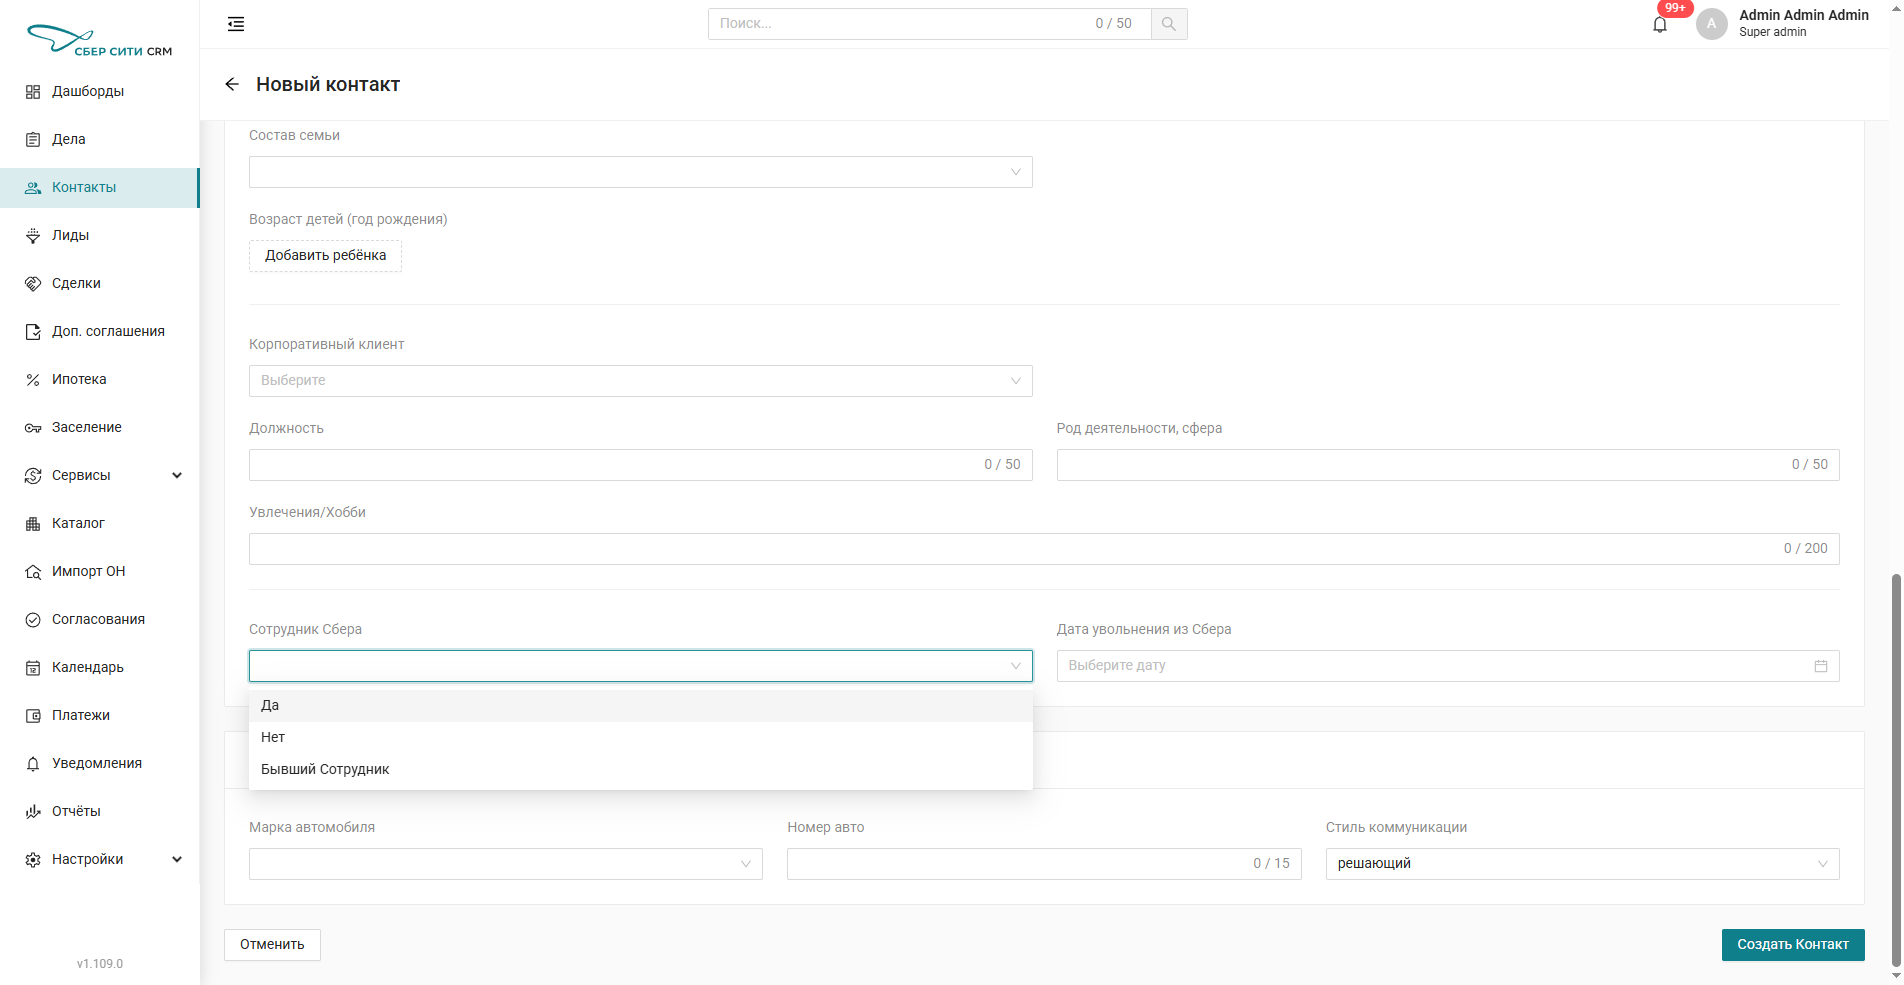 СБЕР СИТИ CRM
Дашборды
Дела
Контакты
Лиды
Сделки
Доп. соглашения
Ипотека
Заселение
Сервисы
Каталог
Импорт ОН
Согласования
Календарь
Платежи
Уведомления
Отчёты
Настройки
v1.109.0
Поиск... 0 / 50
99+
A
Admin Admin Admin
Super admin
Новый контакт
Состав семьи
Возраст детей (год рождения)
Добавить ребёнка
Корпоративный клиент
Выберите
Должность
0 / 50
Род деятельности, сфера
0 / 50
Увлечения/Хобби
0 / 200
Сотрудник Сбера
Дата увольнения из Сбера
Выберите дату
Да
Нет
Бывший Сотрудник
Марка автомобиля
Номер авто
0 / 15
Стиль коммуникации
решающий
Отменить
Создать Контакт